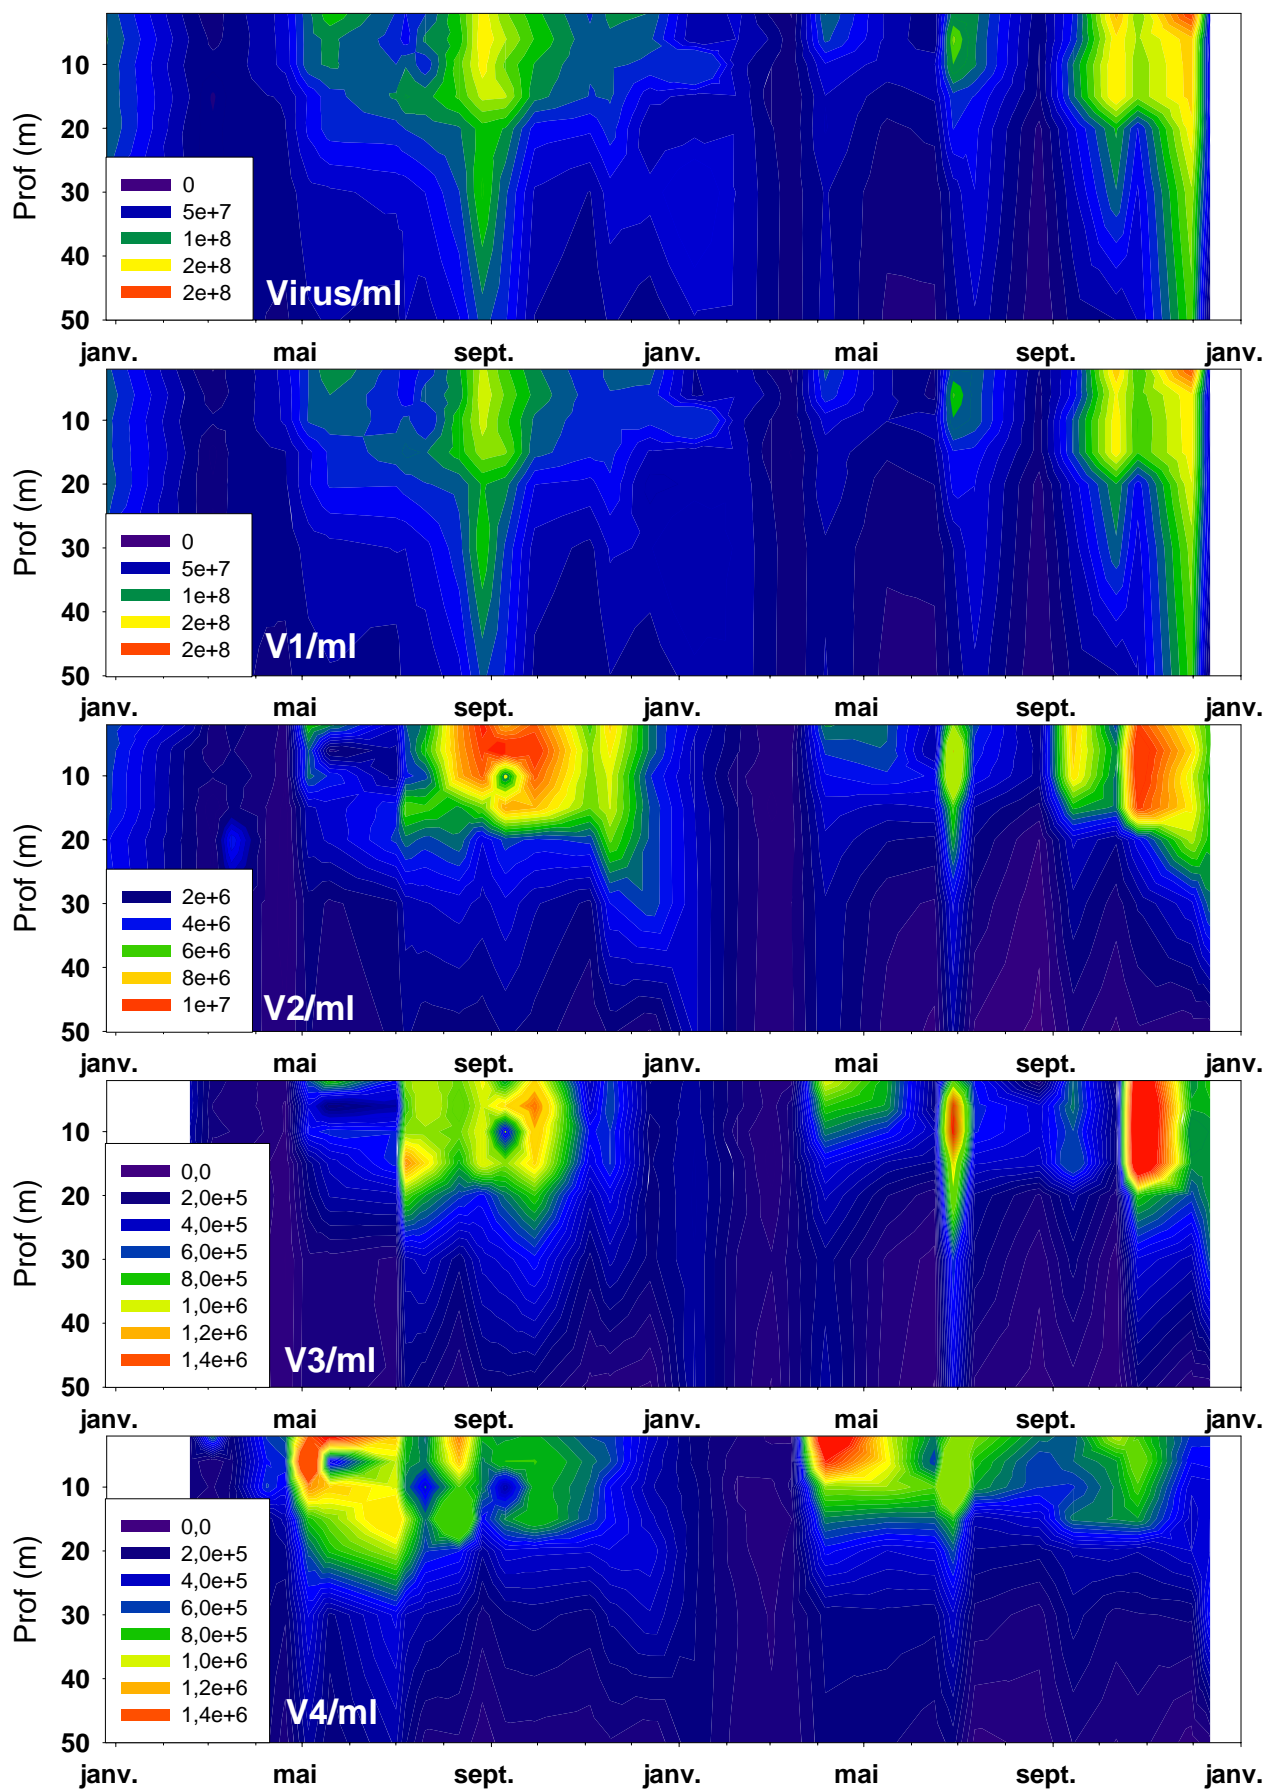 Prof (m)
10
20
30
40
50
0
5e+7
1e+8
2e+8
2e+8
Virus/ml
janv. mai sept. janv. mai sept. janv.
Prof (m)
10
20
30
40
50
0
5e+7
1e+8
2e+8
2e+8
V1/ml
janv. mai sept. janv. mai sept. janv.
Prof (m)
10
20
30
40
50
2e+6
4e+6
6e+6
8e+6
1e+7
V2/ml
janv. mai sept. janv. mai sept. janv.
Prof (m)
10
20
30
40
50
0,0
2,0e+5
4,0e+5
6,0e+5
8,0e+5
1,0e+6
1,2e+6
1,4e+6
V3/ml
janv. mai sept. janv. mai sept. janv.
Prof (m)
10
20
30
40
50
0,0
2,0e+5
4,0e+5
6,0e+5
8,0e+5
1,0e+6
1,2e+6
1,4e+6
V4/ml
janv. mai sept. janv. mai sept. janv.